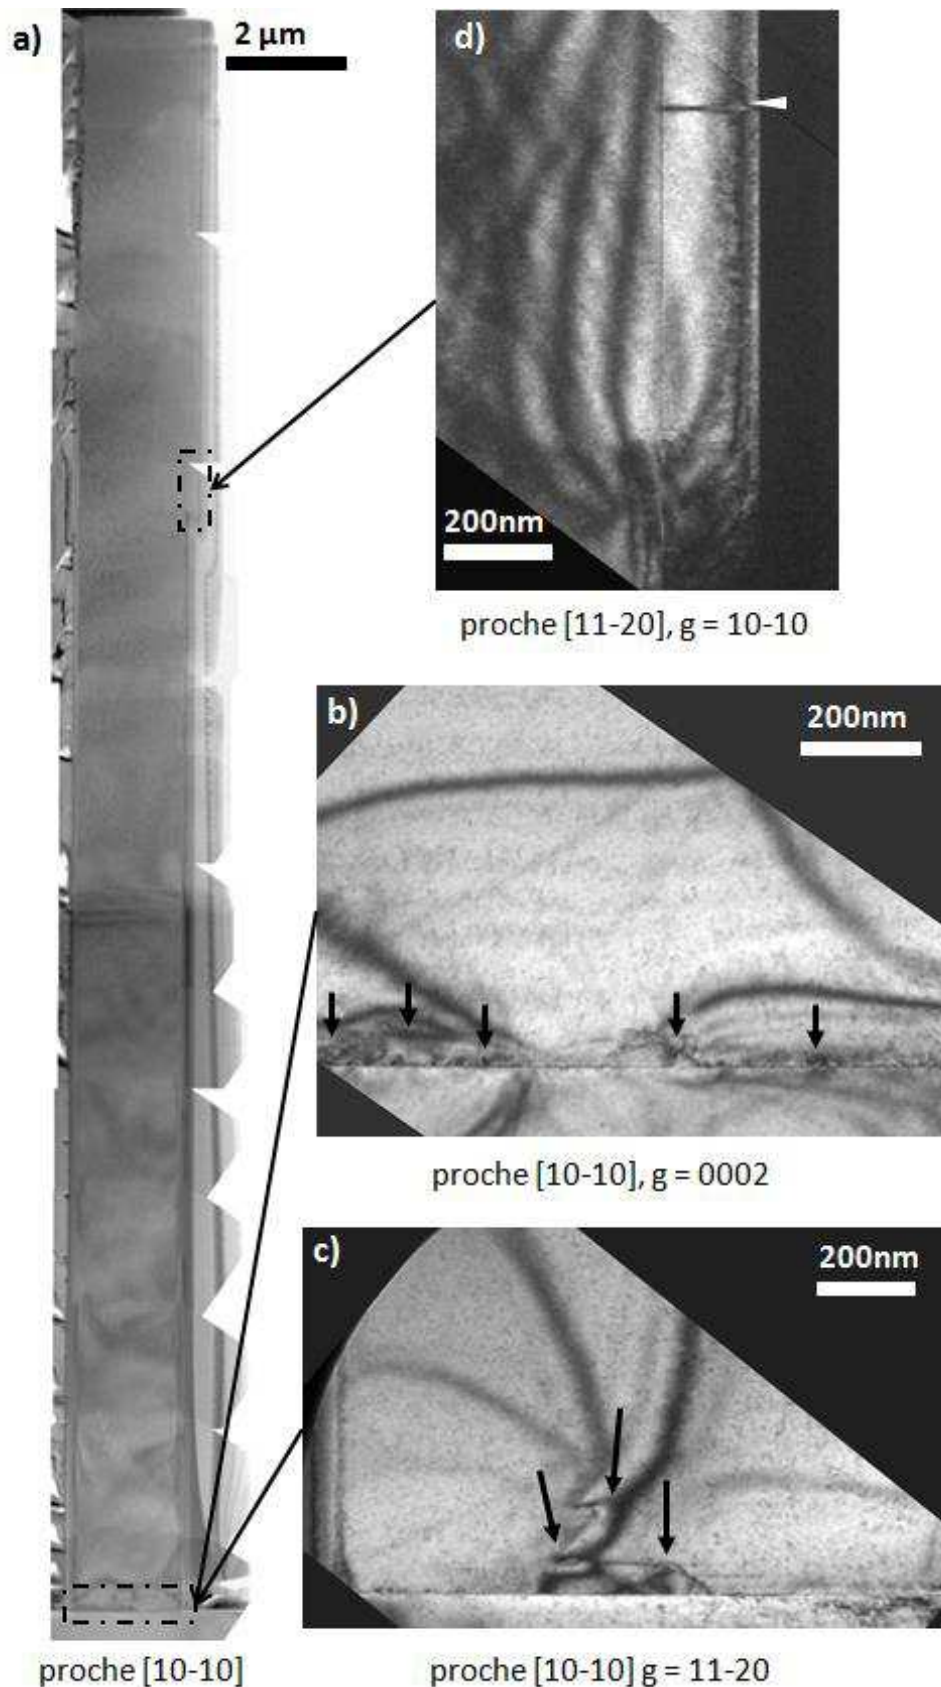 a)
2 µm
d)
200nm
proche [11-20], g = 10-10
b)
200nm
proche [10-10], g = 0002
c)
200nm
proche [10-10]
proche [10-10] g = 11-20